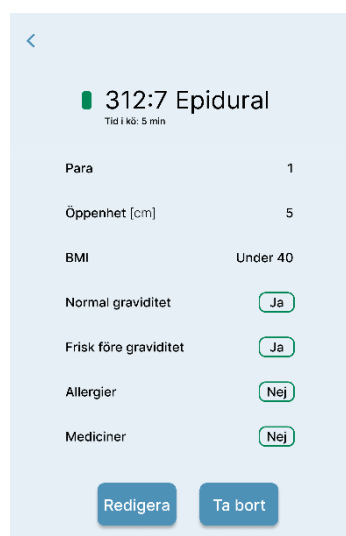 312:7 Epidural
Tid i kö: 5 min
Para 1
Öppenhet [cm] 5
BMI Under 40
Normal graviditet Ja
Frisk före graviditet Ja
Allergier Nej
Mediciner Nej
Redigera Ta bort